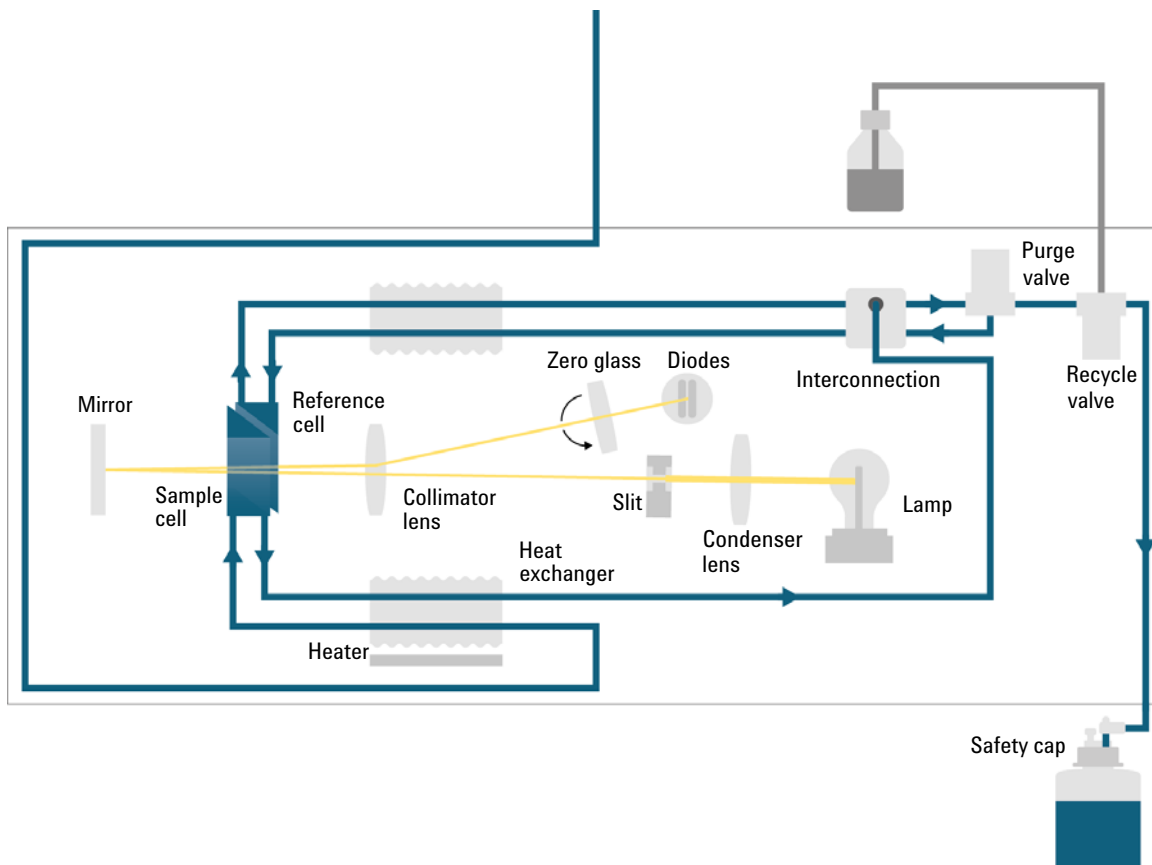 Purge
valve
Zero glass
Diodes
Interconnection
Recycle
valve
Mirror
Reference
cell
Sample
cell
Collimator
lens
Slit
Condenser
lens
Lamp
Heat
exchanger
Heater
Safety cap